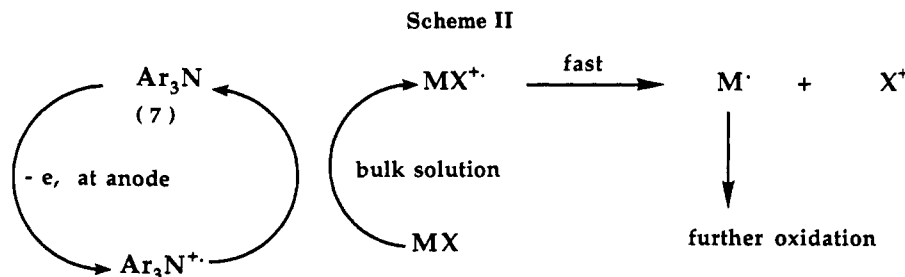 Scheme II
Ar₃N
(7)
MX⁺·
fast
M·
+
X⁺
- e, at anode
bulk solution
Ar₃N⁺·
MX
further oxidation